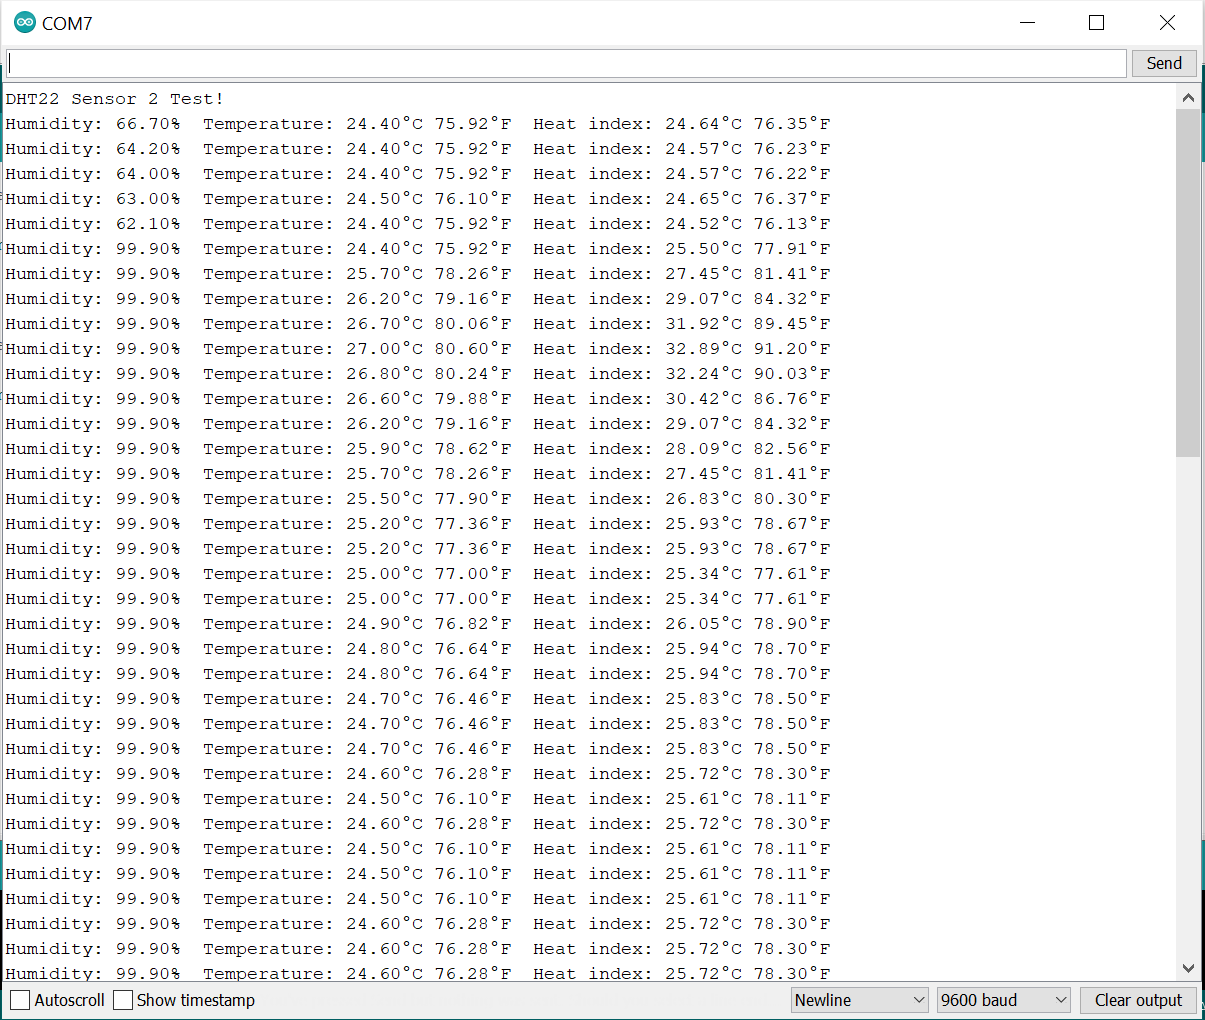 COM7
Send
DHT22 Sensor 2 Test!
Humidity: 66.70%  Temperature: 24.40°C 75.92°F  Heat index: 24.64°C 76.35°F
Humidity: 64.20%  Temperature: 24.40°C 75.92°F  Heat index: 24.57°C 76.23°F
Humidity: 64.00%  Temperature: 24.40°C 75.92°F  Heat index: 24.57°C 76.22°F
Humidity: 63.00%  Temperature: 24.50°C 76.10°F  Heat index: 24.65°C 76.37°F
Humidity: 62.10%  Temperature: 24.40°C 75.92°F  Heat index: 24.52°C 76.13°F
Humidity: 99.90%  Temperature: 24.40°C 75.92°F  Heat index: 25.50°C 77.91°F
Humidity: 99.90%  Temperature: 25.70°C 78.26°F  Heat index: 27.45°C 81.41°F
Humidity: 99.90%  Temperature: 26.20°C 79.16°F  Heat index: 29.07°C 84.32°F
Humidity: 99.90%  Temperature: 26.70°C 80.06°F  Heat index: 31.92°C 89.45°F
Humidity: 99.90%  Temperature: 27.00°C 80.60°F  Heat index: 32.89°C 91.20°F
Humidity: 99.90%  Temperature: 26.80°C 80.24°F  Heat index: 32.24°C 90.03°F
Humidity: 99.90%  Temperature: 26.60°C 79.88°F  Heat index: 30.42°C 86.76°F
Humidity: 99.90%  Temperature: 26.20°C 79.16°F  Heat index: 29.07°C 84.32°F
Humidity: 99.90%  Temperature: 25.90°C 78.62°F  Heat index: 28.09°C 82.56°F
Humidity: 99.90%  Temperature: 25.70°C 78.26°F  Heat index: 27.45°C 81.41°F
Humidity: 99.90%  Temperature: 25.50°C 77.90°F  Heat index: 26.83°C 80.30°F
Humidity: 99.90%  Temperature: 25.20°C 77.36°F  Heat index: 25.93°C 78.67°F
Humidity: 99.90%  Temperature: 25.20°C 77.36°F  Heat index: 25.93°C 78.67°F
Humidity: 99.90%  Temperature: 25.00°C 77.00°F  Heat index: 25.34°C 77.61°F
Humidity: 99.90%  Temperature: 25.00°C 77.00°F  Heat index: 25.34°C 77.61°F
Humidity: 99.90%  Temperature: 24.90°C 76.82°F  Heat index: 26.05°C 78.90°F
Humidity: 99.90%  Temperature: 24.80°C 76.64°F  Heat index: 25.94°C 78.70°F
Humidity: 99.90%  Temperature: 24.80°C 76.64°F  Heat index: 25.94°C 78.70°F
Humidity: 99.90%  Temperature: 24.70°C 76.46°F  Heat index: 25.83°C 78.50°F
Humidity: 99.90%  Temperature: 24.70°C 76.46°F  Heat index: 25.83°C 78.50°F
Humidity: 99.90%  Temperature: 24.70°C 76.46°F  Heat index: 25.83°C 78.50°F
Humidity: 99.90%  Temperature: 24.60°C 76.28°F  Heat index: 25.72°C 78.30°F
Humidity: 99.90%  Temperature: 24.50°C 76.10°F  Heat index: 25.61°C 78.11°F
Humidity: 99.90%  Temperature: 24.60°C 76.28°F  Heat index: 25.72°C 78.30°F
Humidity: 99.90%  Temperature: 24.50°C 76.10°F  Heat index: 25.61°C 78.11°F
Humidity: 99.90%  Temperature: 24.50°C 76.10°F  Heat index: 25.61°C 78.11°F
Humidity: 99.90%  Temperature: 24.50°C 76.10°F  Heat index: 25.61°C 78.11°F
Humidity: 99.90%  Temperature: 24.60°C 76.28°F  Heat index: 25.72°C 78.30°F
Humidity: 99.90%  Temperature: 24.60°C 76.28°F  Heat index: 25.72°C 78.30°F
Humidity: 99.90%  Temperature: 24.60°C 76.28°F  Heat index: 25.72°C 78.30°F
Autoscroll Show timestamp Newline 9600 baud Clear output